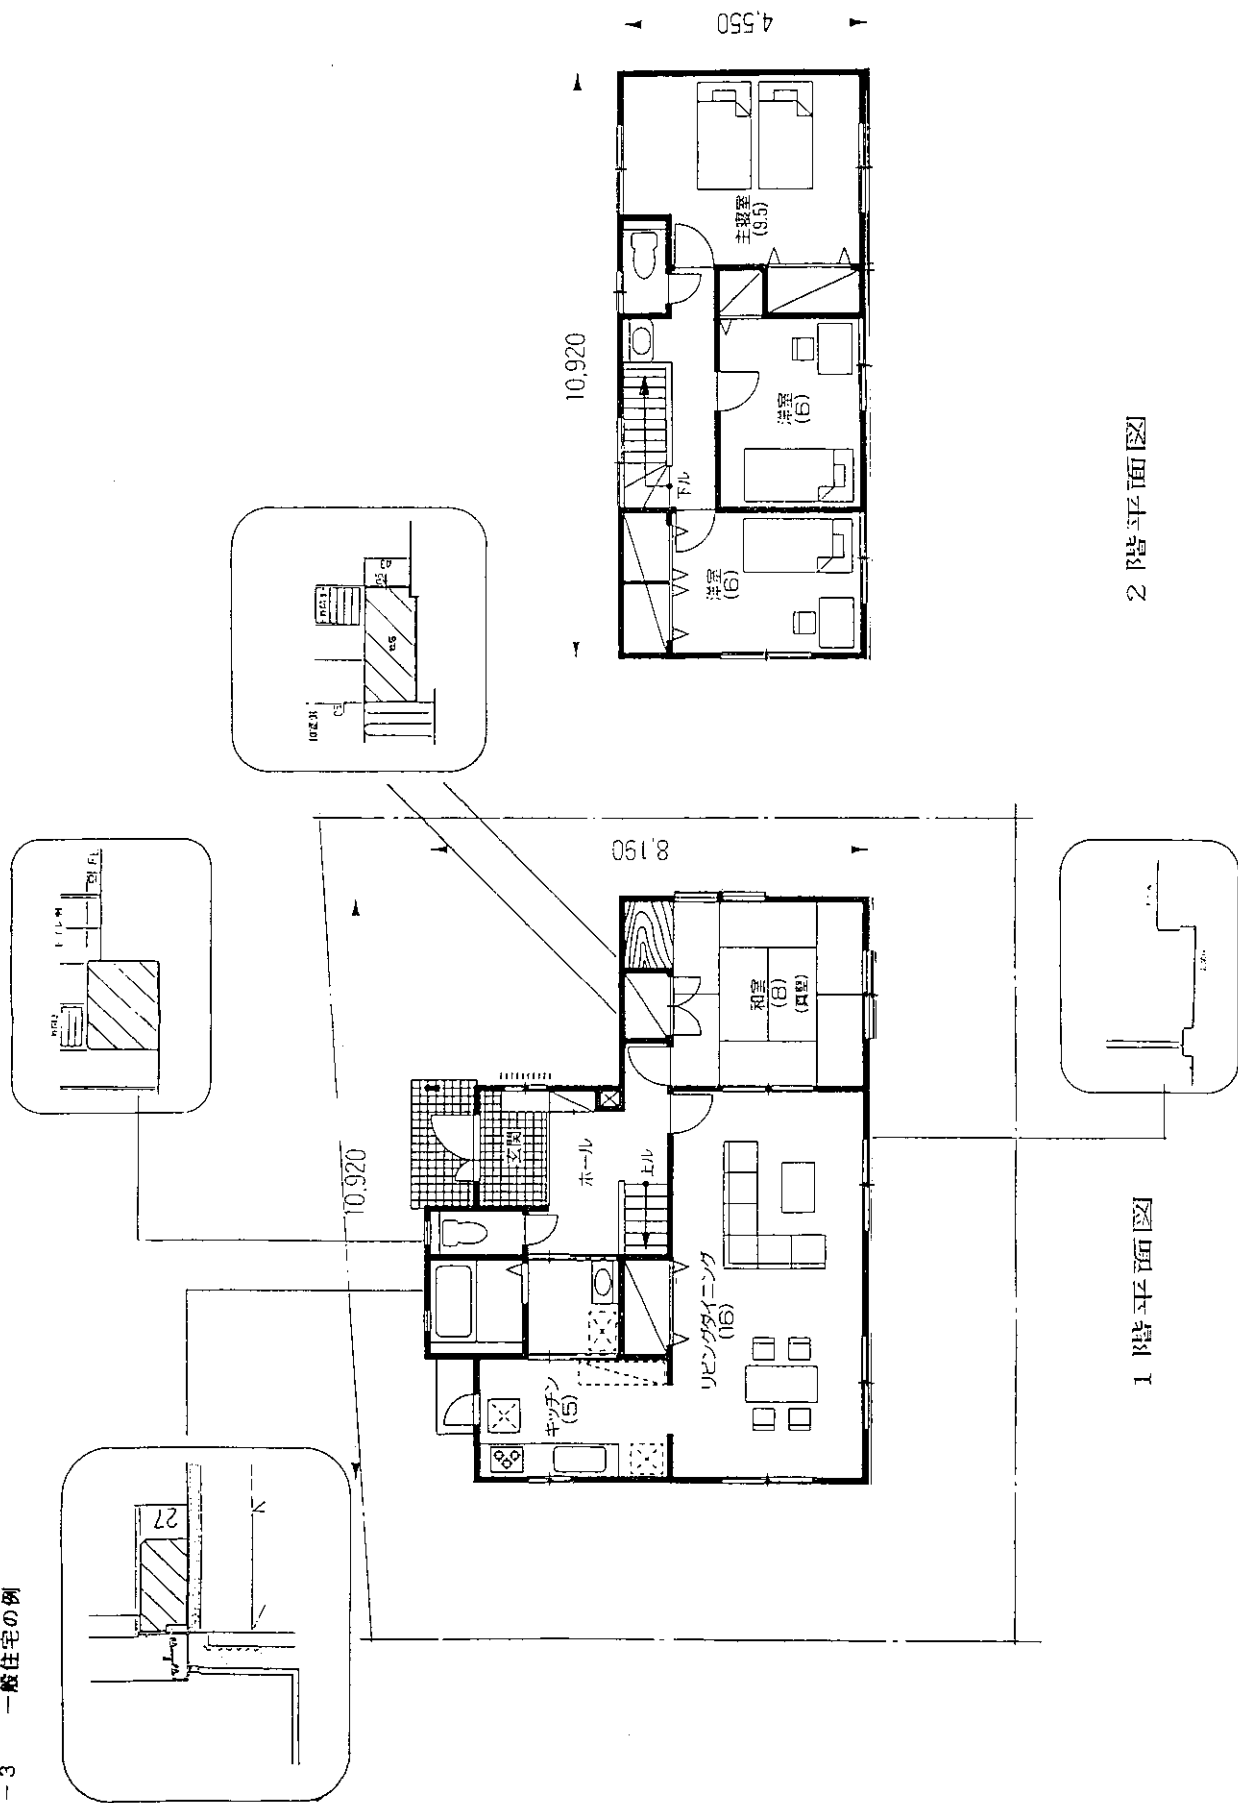 -3 一般住宅の例
10,920
8,190
玄関
ホール
上ル
キッチン
(5)
リビングダイニング
(16)
和室
(8)
(真壁)
27
1階平面図
10,920
4,550
主寝室
(9.5)
洋室
(6)
洋室
(6)
下ル
2階平面図